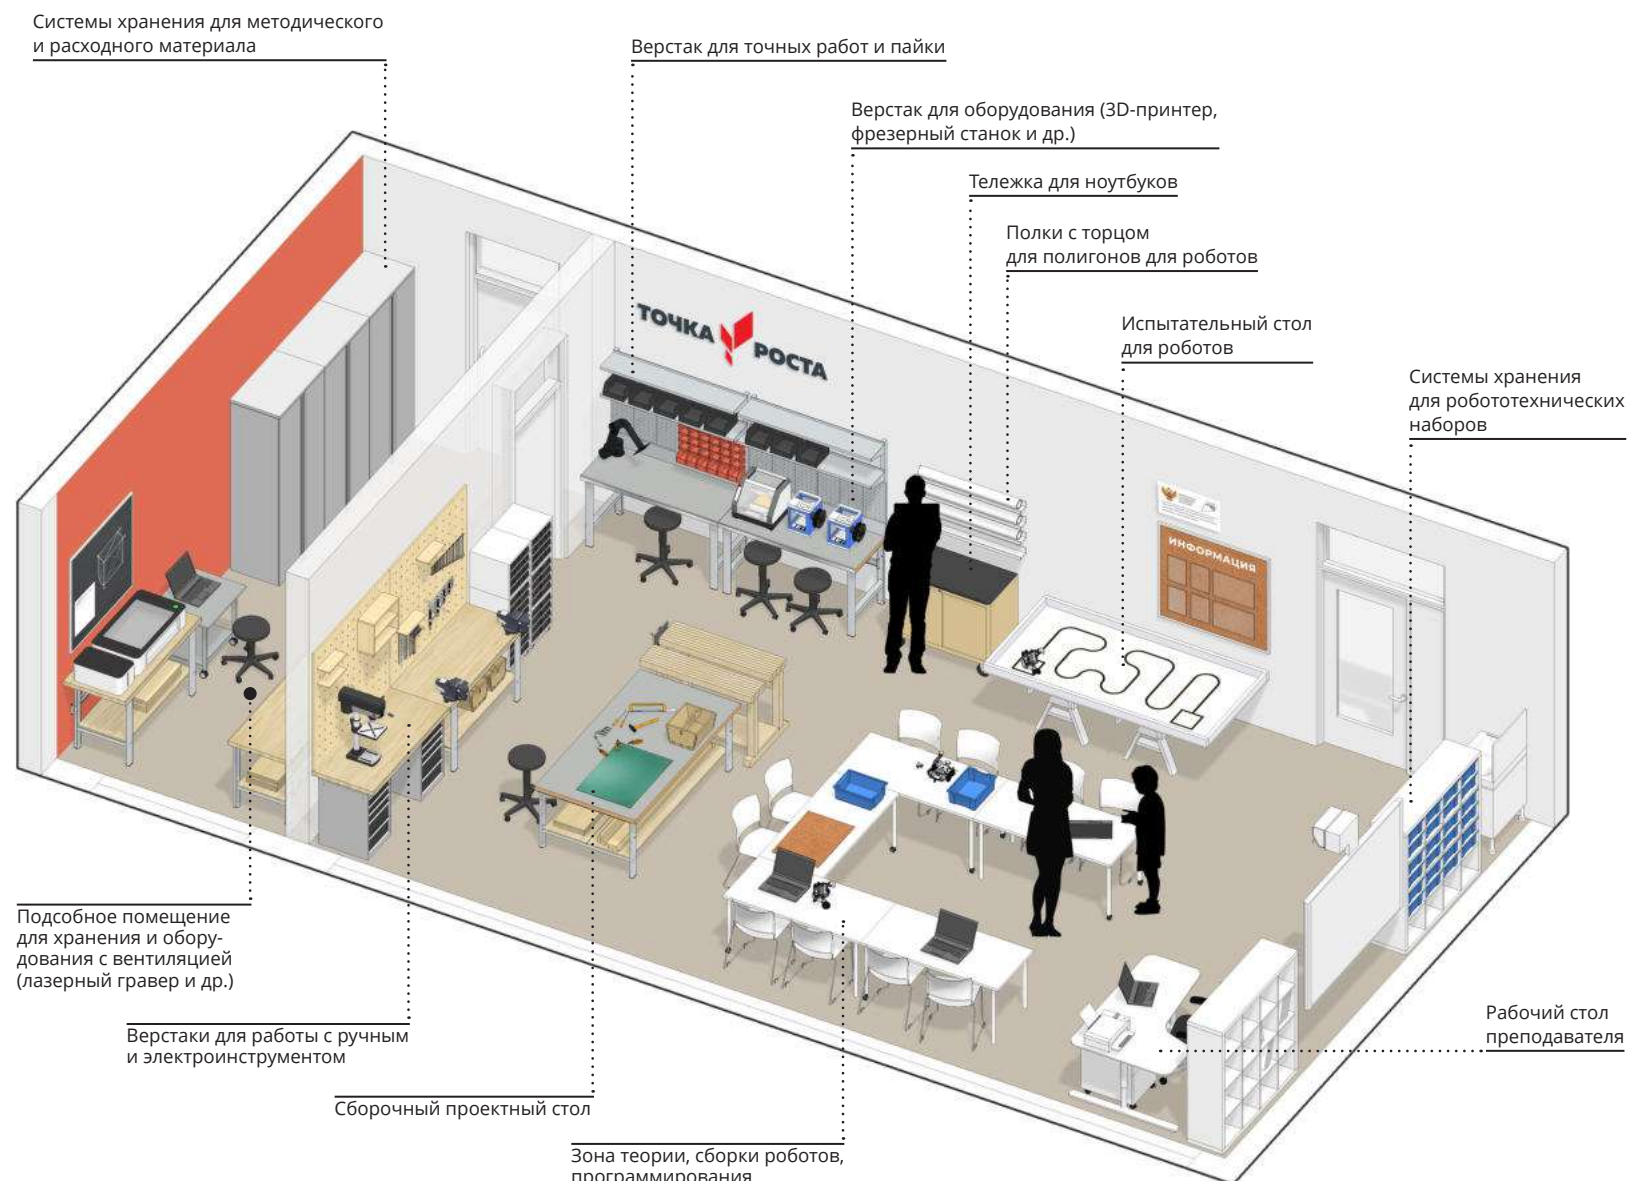 Системы хранения для методического
и расходного материала
Верстак для точных работ и пайки
Верстак для оборудования (3D-принтер,
фрезерный станок и др.)
Тележка для ноутбуков
Полки с торцом
для полигонов для роботов
Испытательный стол
для роботов
Системы хранения
для робототехнических
наборов
ТОЧКА
РОСТА
ИНФОРМАЦИЯ
Подсобное помещение
для хранения и обору-
дования с вентиляцией
(лазерный гравер и др.)
Верстаки для работы с ручным
и электроинструментом
Сборочный проектный стол
Зона теории, сборки роботов,
программирования
Рабочий стол
преподавателя